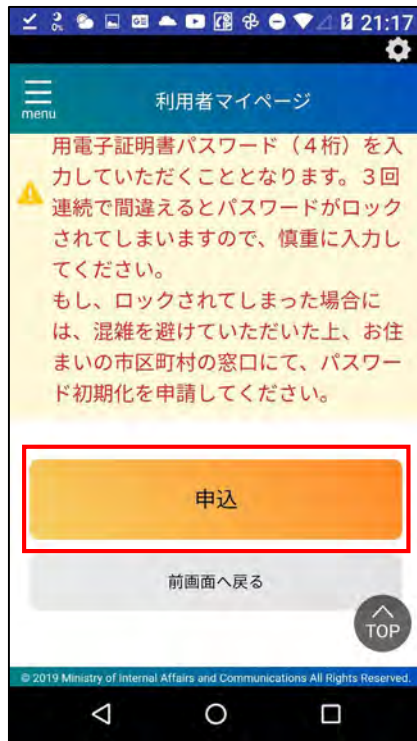 21:17
menu
利用者マイページ
用電子証明書パスワード（４桁）を入
力していただくこととなります。３回
連続で間違えるとパスワードがロック
されてしまいますので、慎重に入力し
てください。
もし、ロックされてしまった場合に
は、混雑を避けていただいた上、お住
まいの市区町村の窓口にて、パスワー
ド初期化を申請してください。
申込
前画面へ戻る
TOP
© 2019 Ministry of Internal Affairs and Communications All Rights Reserved.